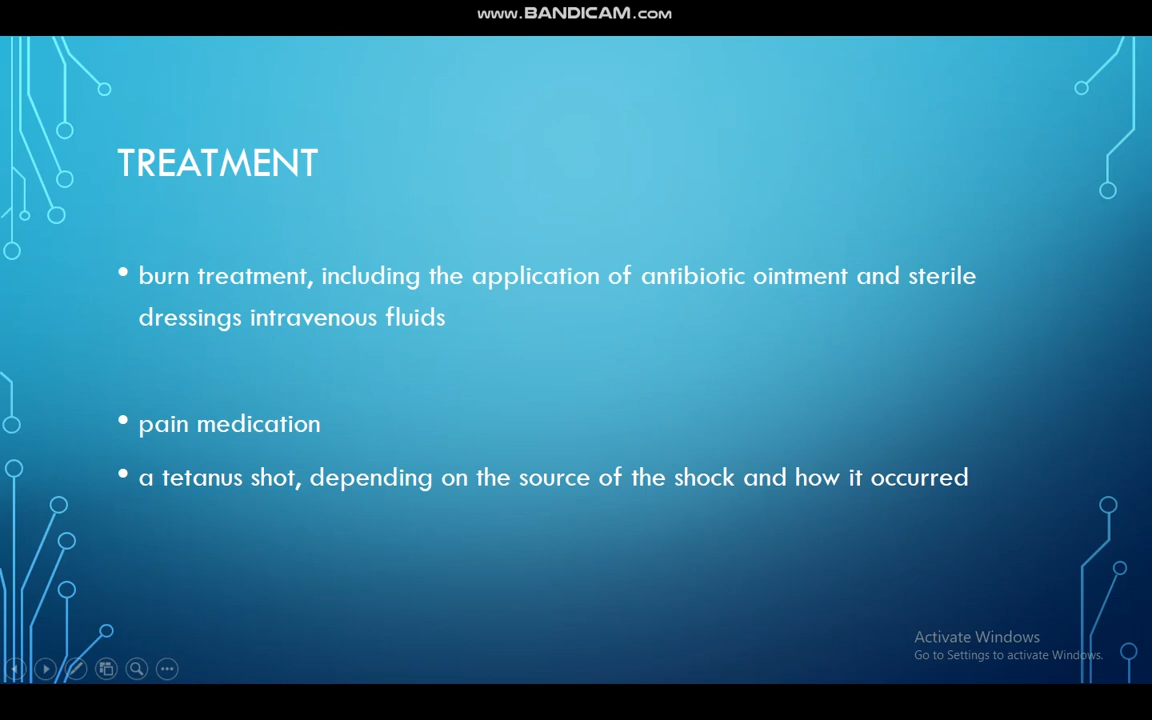 www.BANDICAM.com
TREATMENT
• burn treatment, including the application of antibiotic ointment and sterile
dressings intravenous fluids
• pain medication
• a tetanus shot, depending on the source of the shock and how it occurred
Activate Windows
Go to Settings to activate Windows.